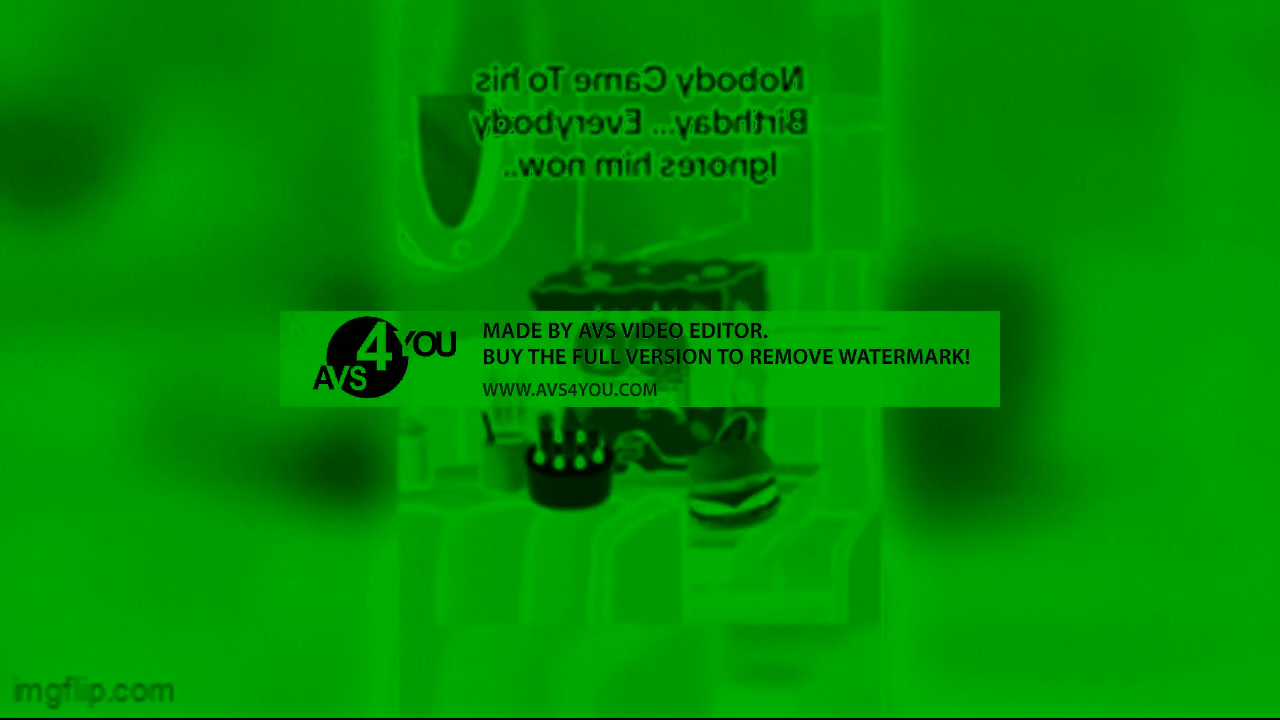 Nobody Came To his
Birthday... Everybody
Ignores him now..
AVS4YOU
MADE BY AVS VIDEO EDITOR.
BUY THE FULL VERSION TO REMOVE WATERMARK!
WWW.AVS4YOU.COM
imgflip.com